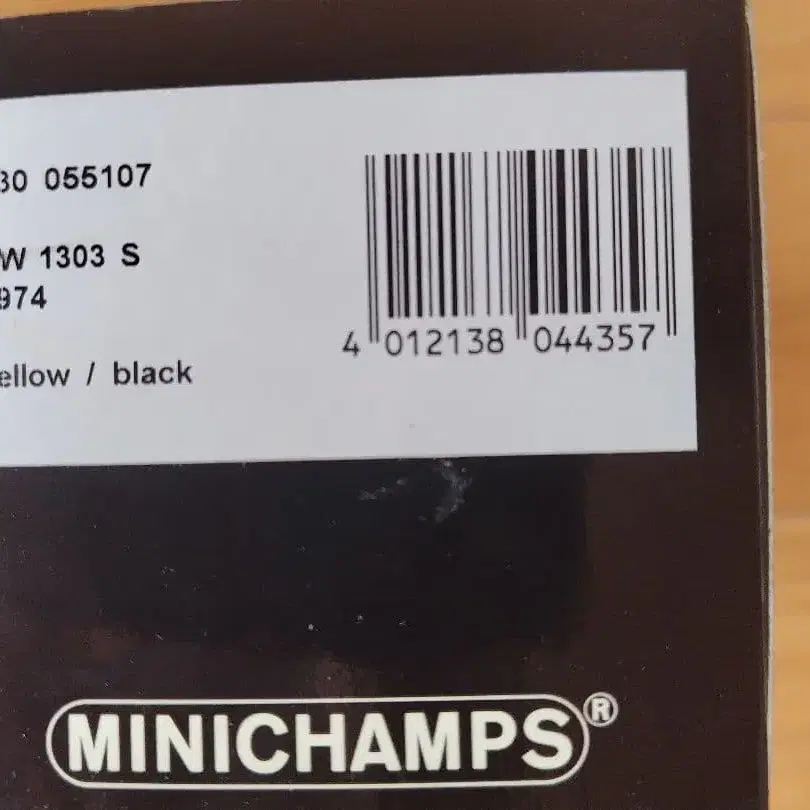 30 055107
W 1303 S
974
ellow / black
4 012138 044357
MINICHAMPS®